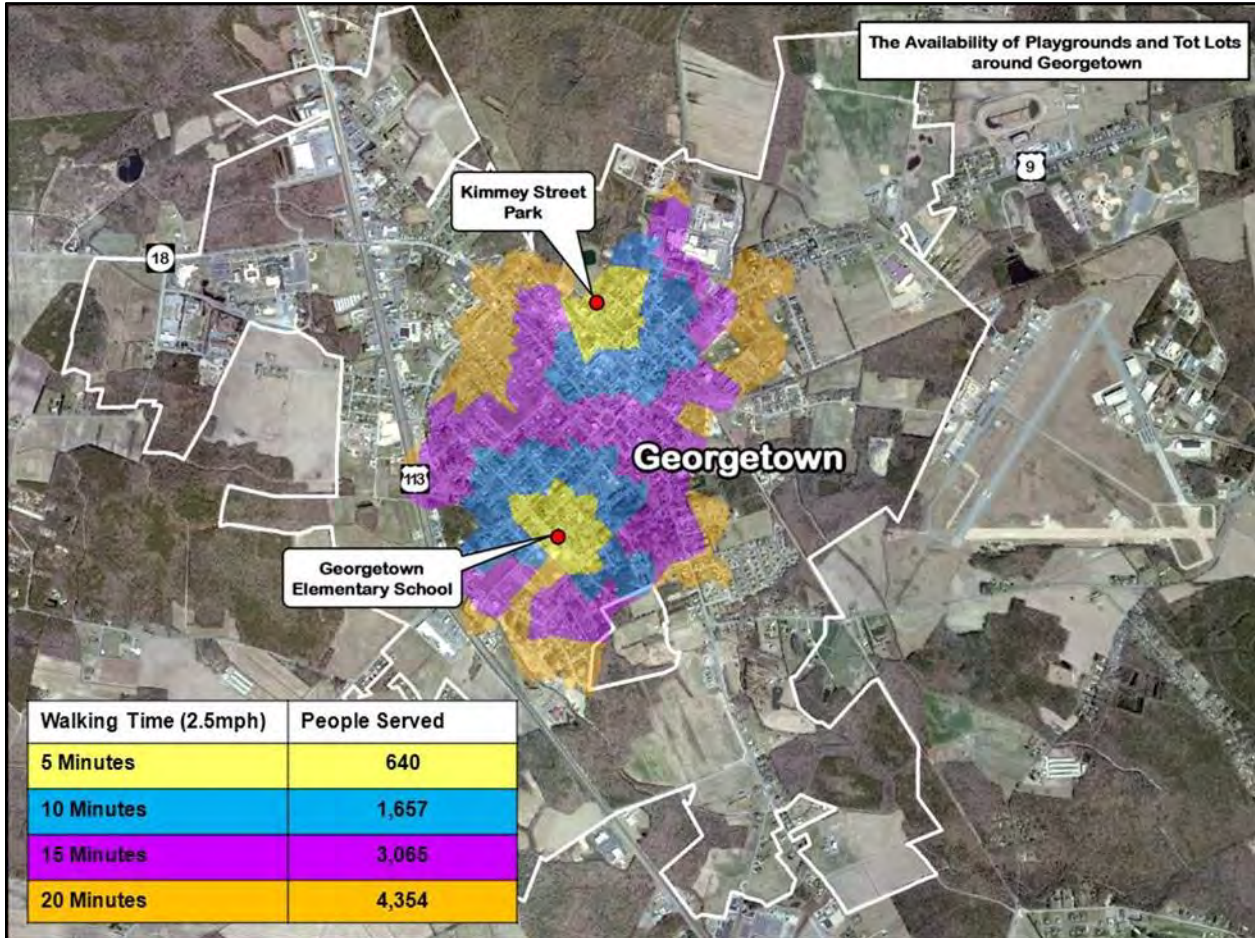 The Availability of Playgrounds and Tot Lots
around Georgetown
9
Kimmey Street
Park
18
Georgetown
113
Georgetown
Elementary School
Walking Time (2.5mph) People Served
5 Minutes 640
10 Minutes 1,657
15 Minutes 3,065
20 Minutes 4,354